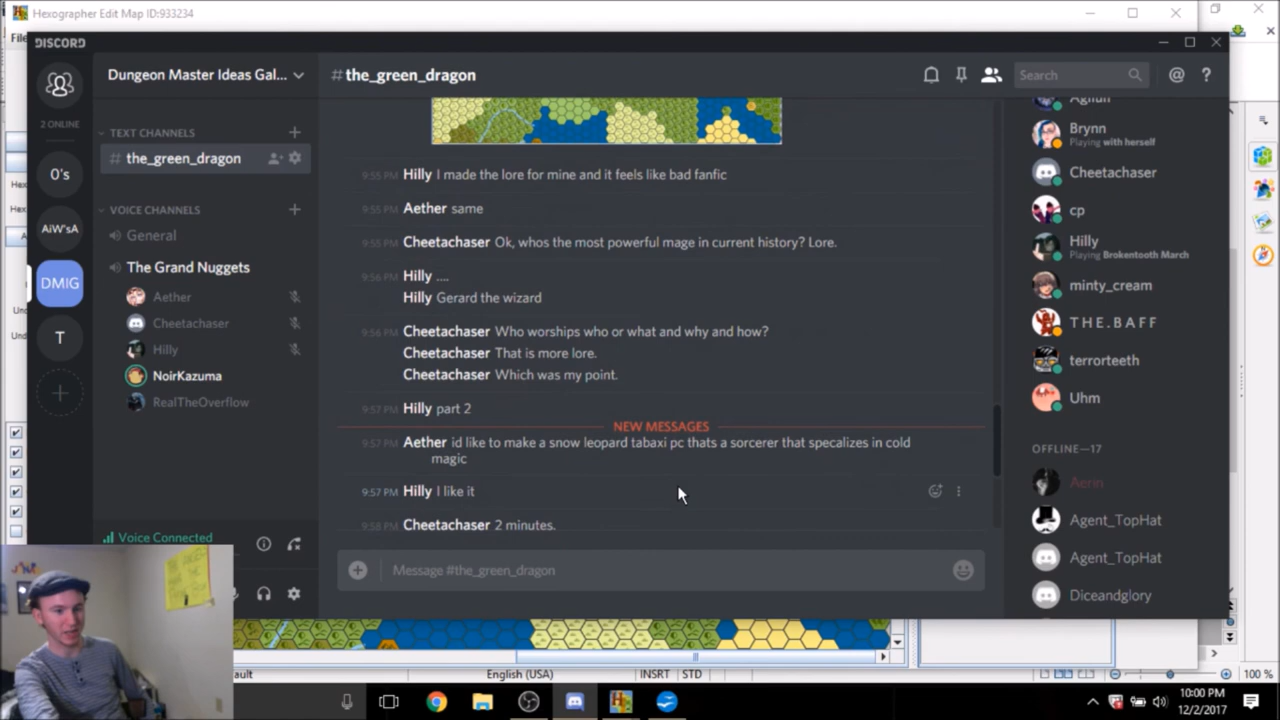 Hexographer Edit Map ID:933234
DISCORD
Dungeon Master Ideas Gal...
#the_green_dragon
Search
@
?
2 ONLINE
O's
AiW'sA
DMIG
T
TEXT CHANNELS
# the_green_dragon
VOICE CHANNELS
General
The Grand Nuggets
Aether
Cheetachaser
Hilly
NoirKazuma
RealTheOverflow
Voice Connected
9:55 PM Hilly I made the lore for mine and it feels like bad fanfic
9:55 PM Aether same
9:55 PM Cheetachaser Ok, whos the most powerful mage in current history? Lore.
9:56 PM Hilly ....
Hilly Gerard the wizard
9:56 PM Cheetachaser Who worships who or what and why and how?
Cheetachaser That is more lore.
Cheetachaser Which was my point.
9:57 PM Hilly part 2
NEW MESSAGES
9:57 PM Aether id like to make a snow leopard tabaxi pc thats a sorcerer that specalizes in cold
magic
9:57 PM Hilly I like it
9:58 PM Cheetachaser 2 minutes.
Message #the_green_dragon
Brynn
Playing with herself
Cheetachaser
cp
Hilly
Playing Brokentooth March
minty_cream
T H E . B A F F
terrorteeth
Uhm
OFFLINE—17
Aerin
Agent_TopHat
Agent_TopHat
Diceandglory
English (USA)
INSRT
STD
100 %
10:00 PM
12/2/2017